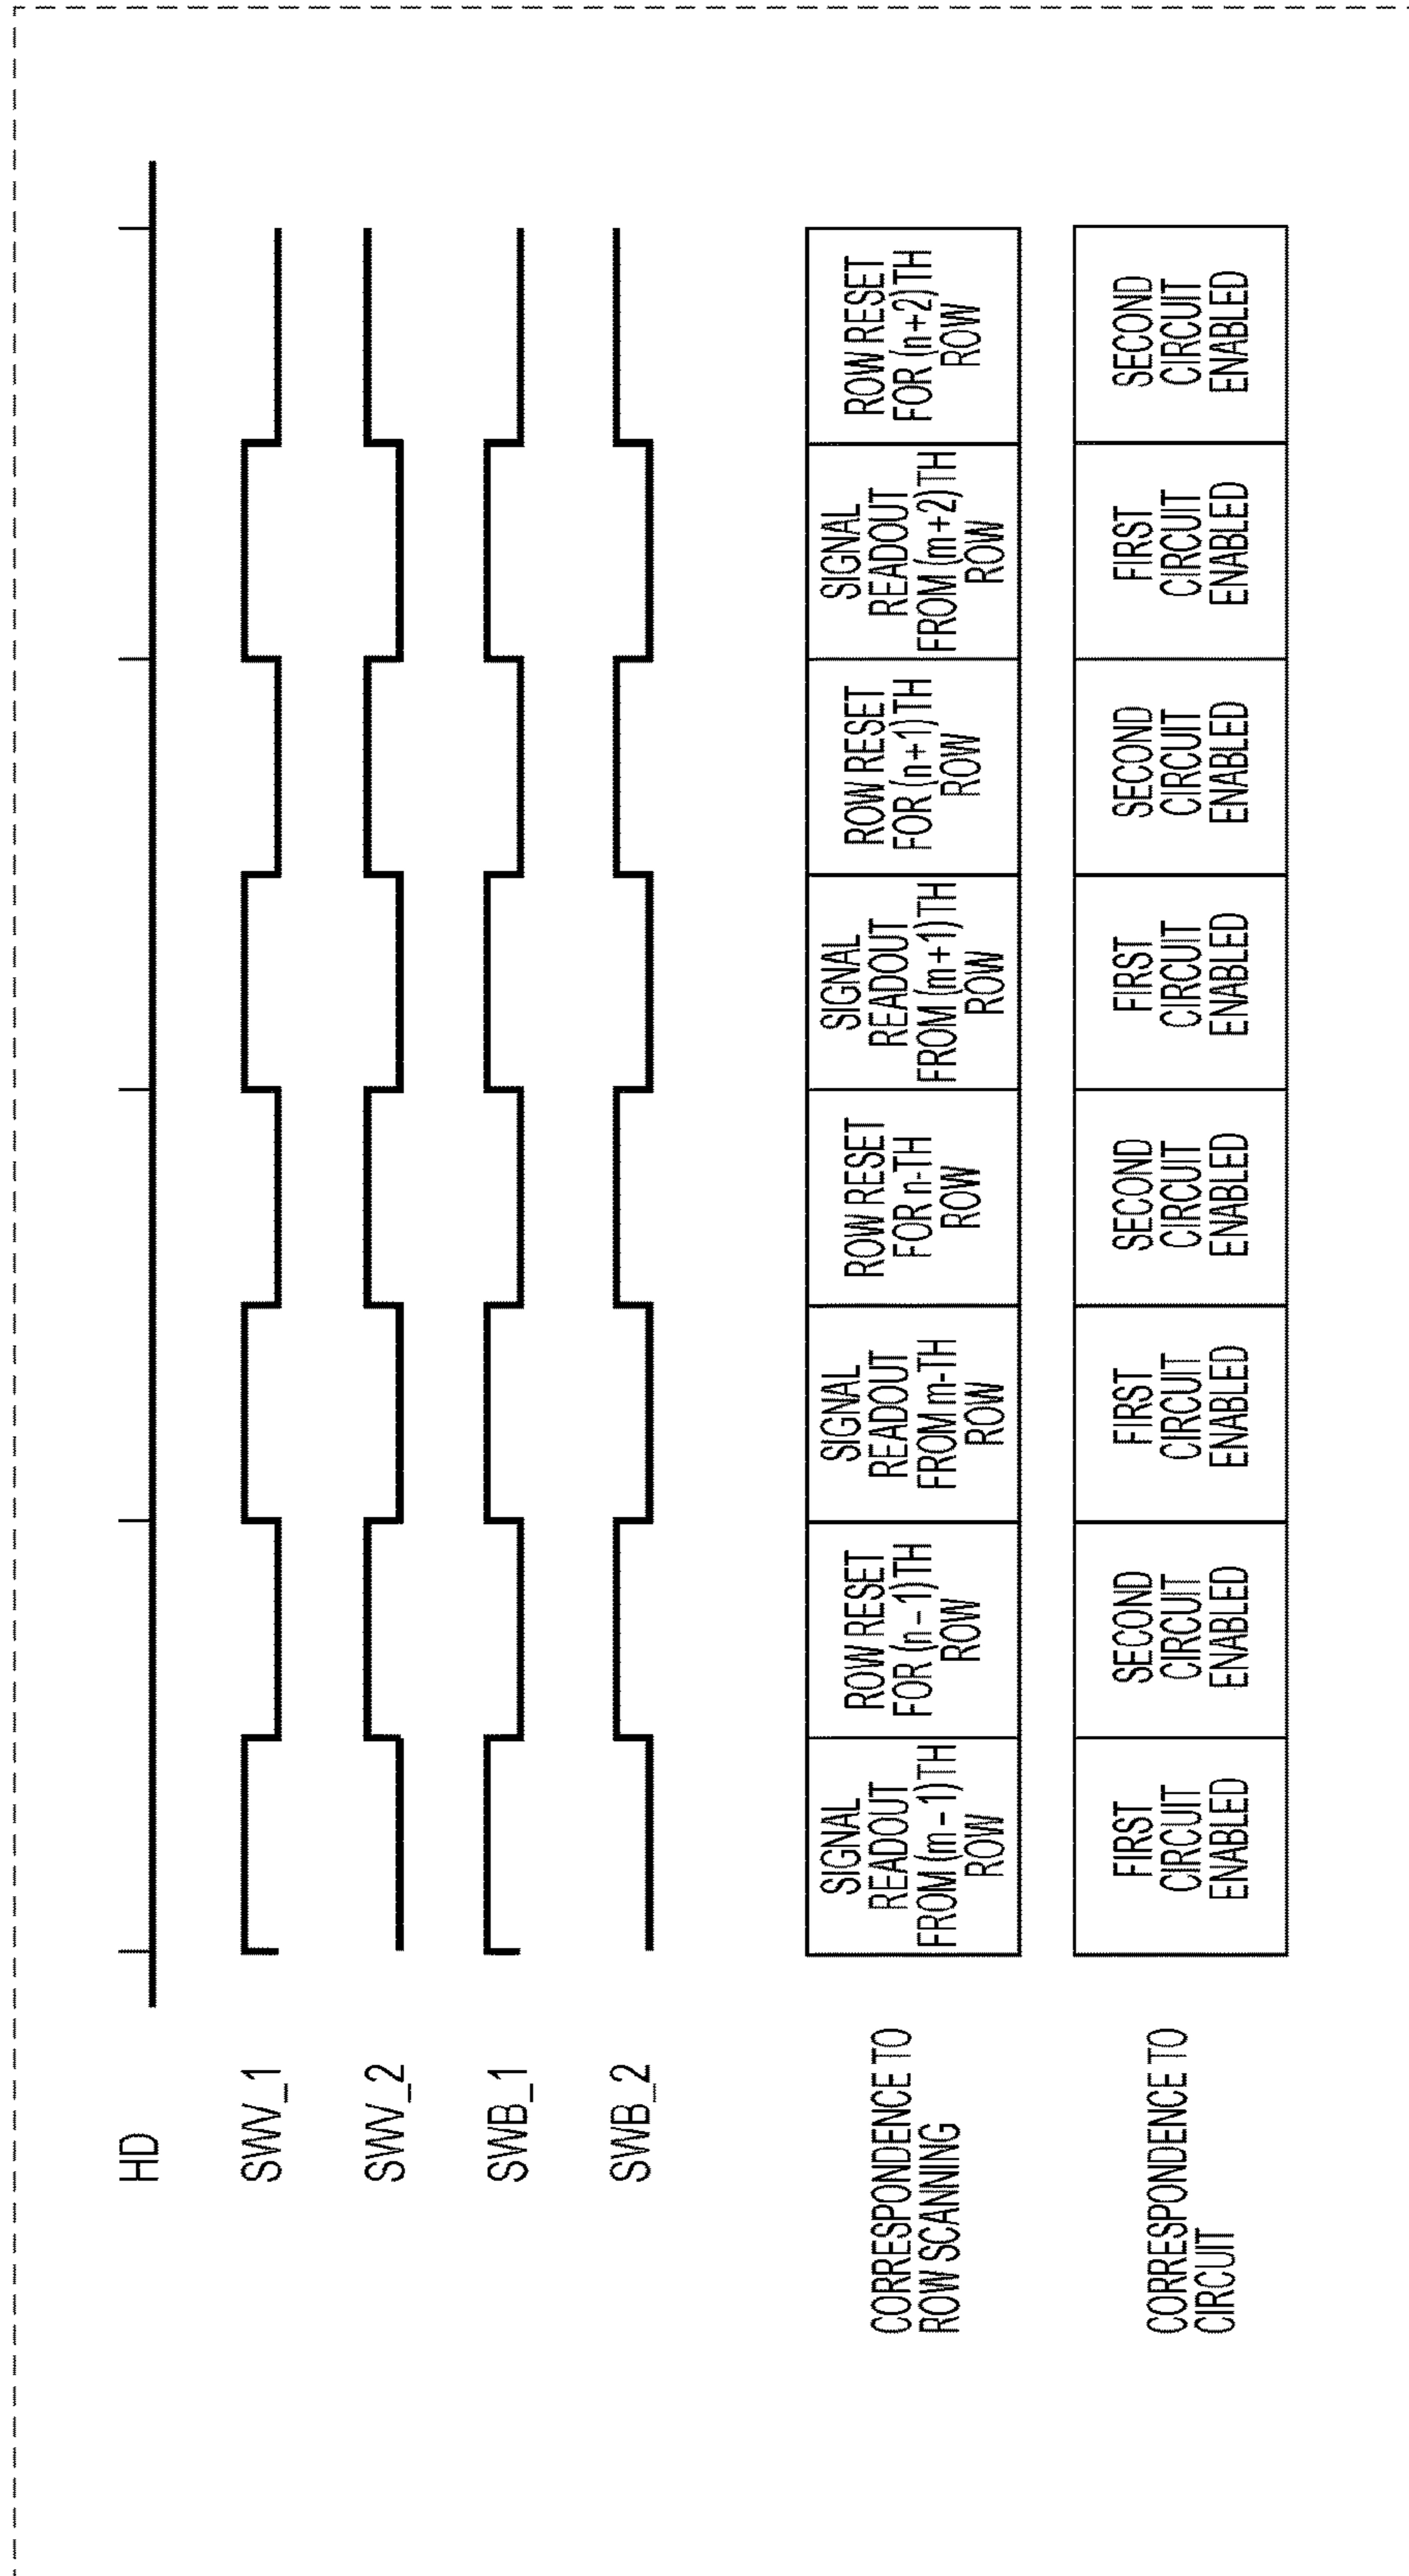 HD
SWV_1
SWV_2
SWB_1
SWB_2
CORRESPONDENCE TO
ROW SCANNING
SIGNAL
READOUT
FROM (m – 1) TH
ROW
ROW RESET
FOR (n – 1) TH
ROW
SIGNAL
READOUT
FROM m-TH
ROW
ROW RESET
FOR n-TH
ROW
SIGNAL
READOUT
FROM (m + 1) TH
ROW
ROW RESET
FOR (n+1) TH
ROW
SIGNAL
READOUT
FROM (m + 2) TH
ROW
ROW RESET
FOR (n+2) TH
ROW
CORRESPONDENCE TO
CIRCUIT
FIRST
CIRCUIT
ENABLED
SECOND
CIRCUIT
ENABLED
FIRST
CIRCUIT
ENABLED
SECOND
CIRCUIT
ENABLED
FIRST
CIRCUIT
ENABLED
SECOND
CIRCUIT
ENABLED
FIRST
CIRCUIT
ENABLED
SECOND
CIRCUIT
ENABLED